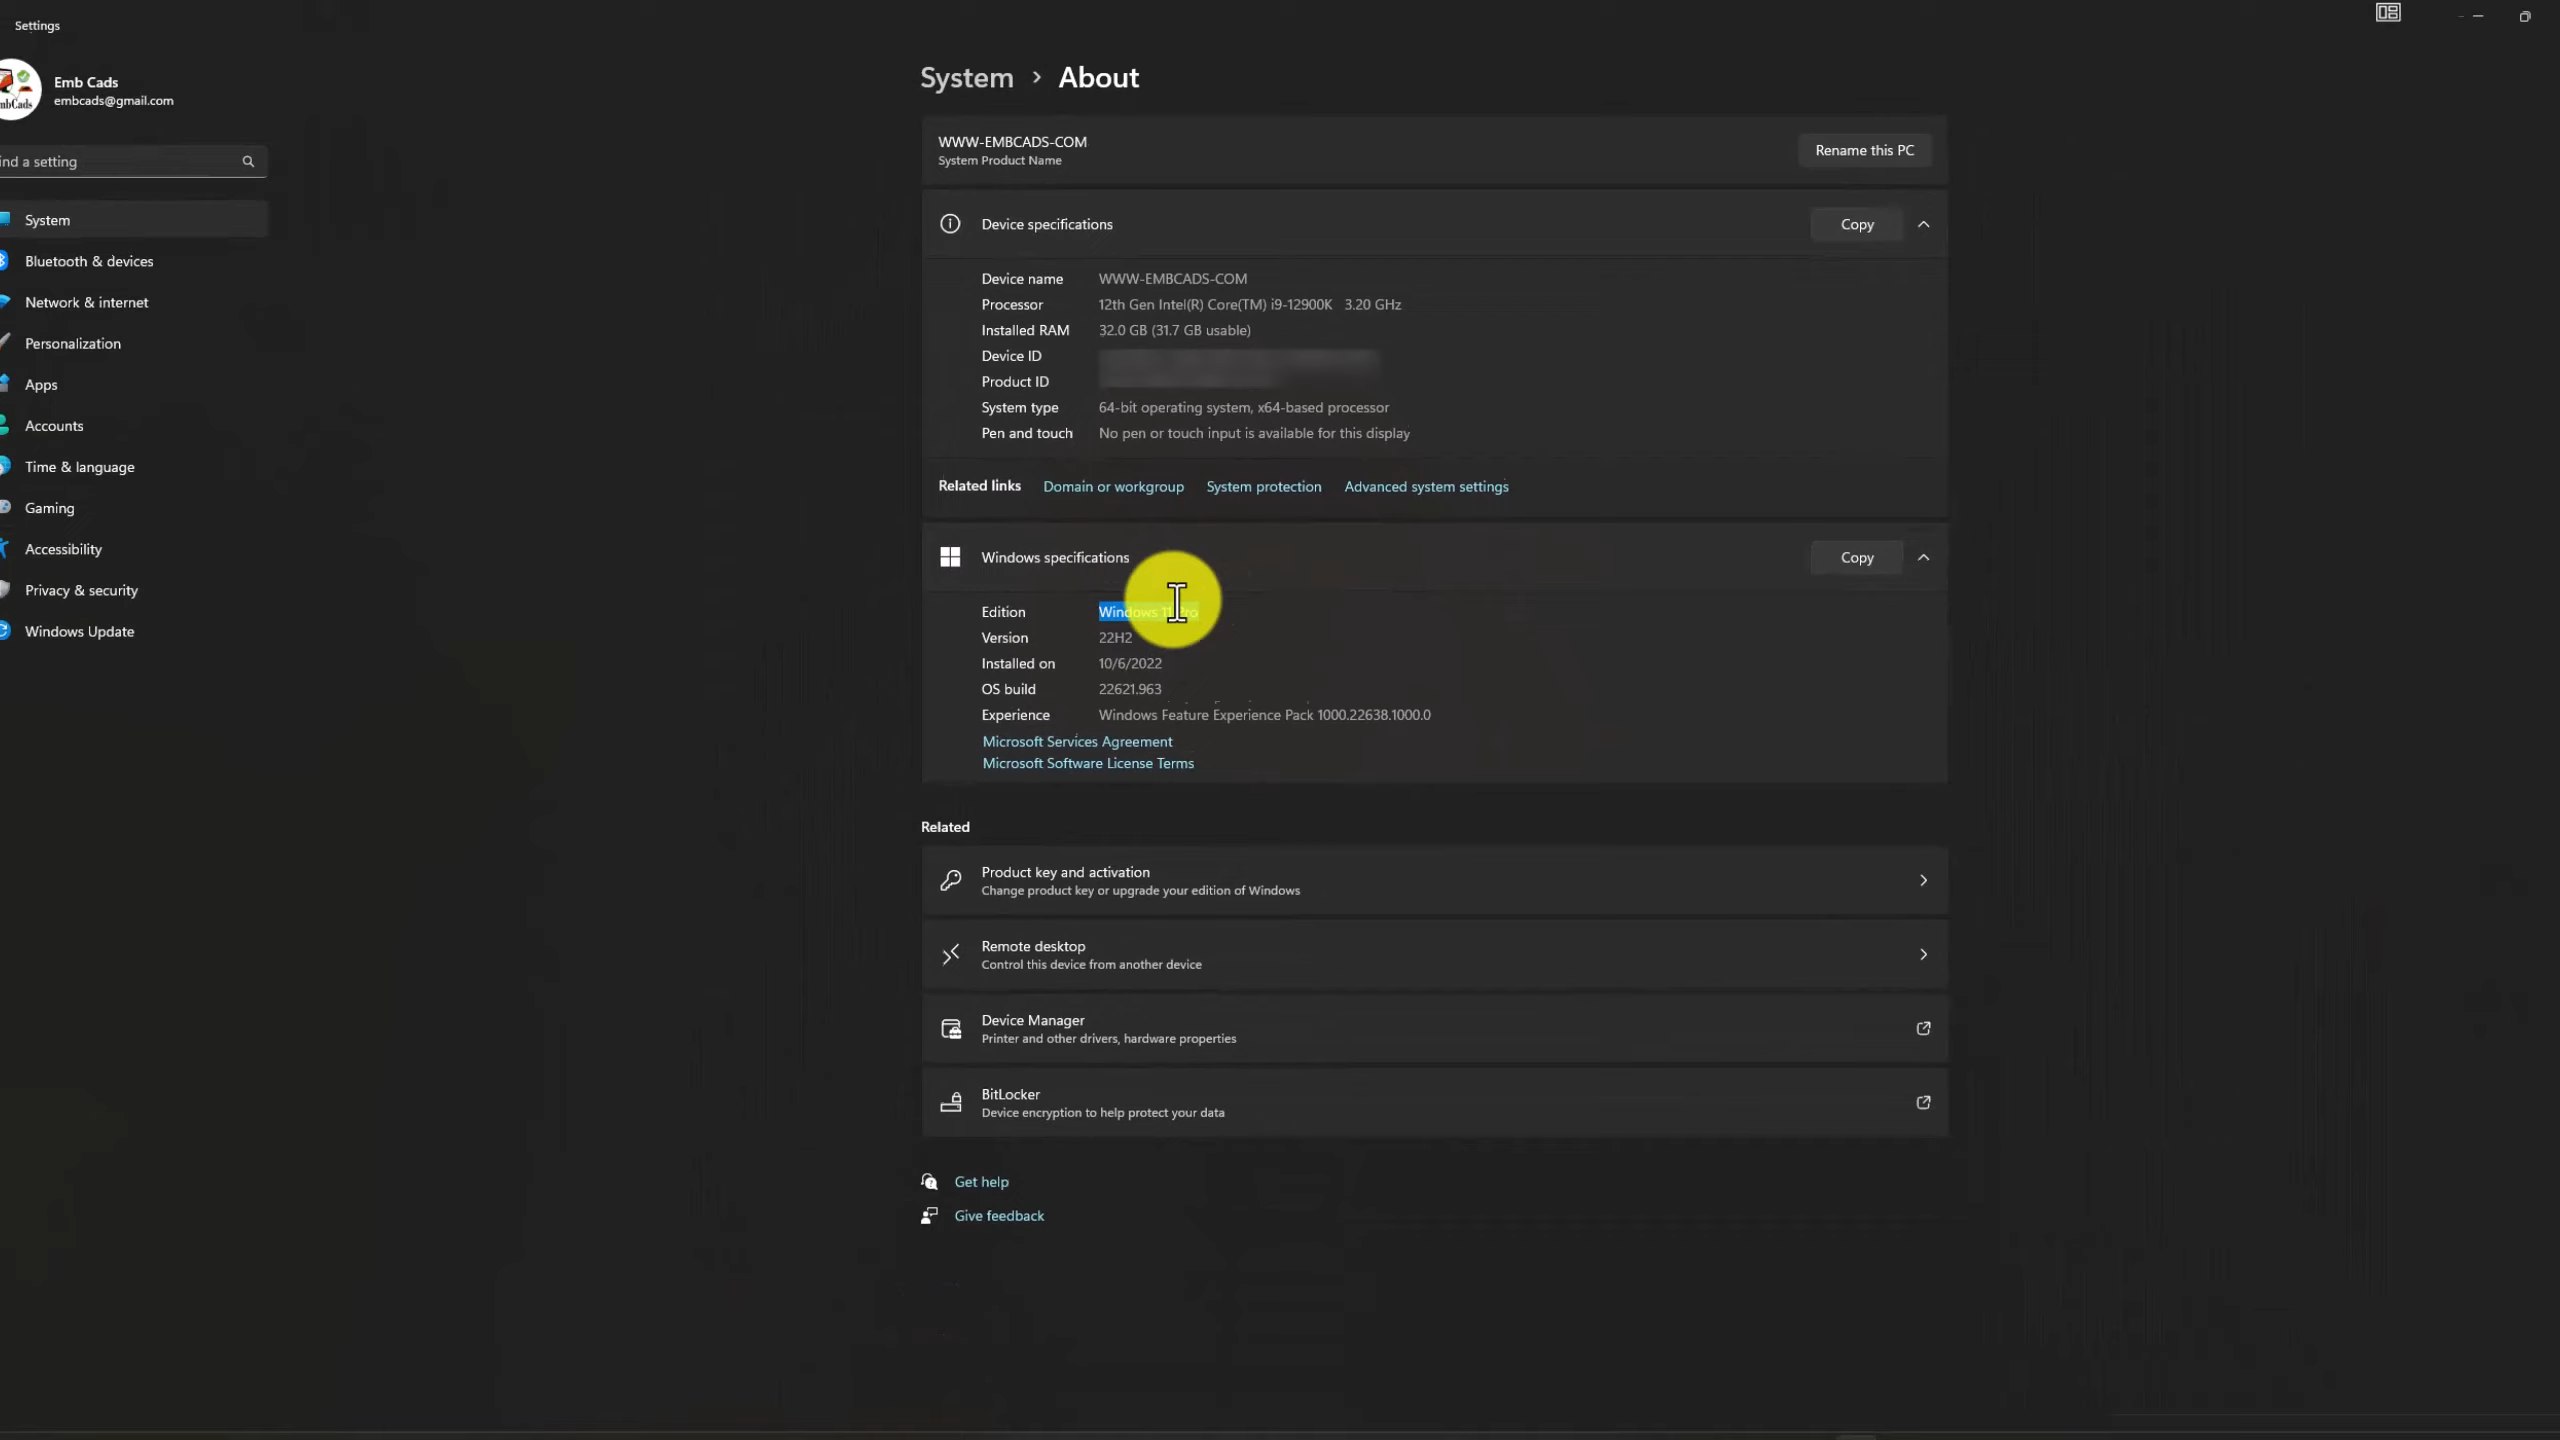 Settings
Emb Cads
embcads@gmail.com
ind a setting
System
Bluetooth & devices
Network & internet
Personalization
Apps
Accounts
Time & language
Gaming
Accessibility
Privacy & security
Windows Update
System > About
WWW-EMBCADS-COM
System Product Name
Rename this PC
Device specifications
Copy
Device name WWW-EMBCADS-COM
Processor 12th Gen Intel(R) Core(TM) i9-12900K 3.20 GHz
Installed RAM 32.0 GB (31.7 GB usable)
Device ID
Product ID
System type 64-bit operating system, x64-based processor
Pen and touch No pen or touch input is available for this display
Related links Domain or workgroup System protection Advanced system settings
Windows specifications
Copy
Edition Windows 11 Pro
Version 22H2
Installed on 10/6/2022
OS build 22621.963
Experience Windows Feature Experience Pack 1000.22638.1000.0
Microsoft Services Agreement
Microsoft Software License Terms
Related
Product key and activation
Change product key or upgrade your edition of Windows
Remote desktop
Control this device from another device
Device Manager
Printer and other drivers, hardware properties
BitLocker
Device encryption to help protect your data
Get help
Give feedback